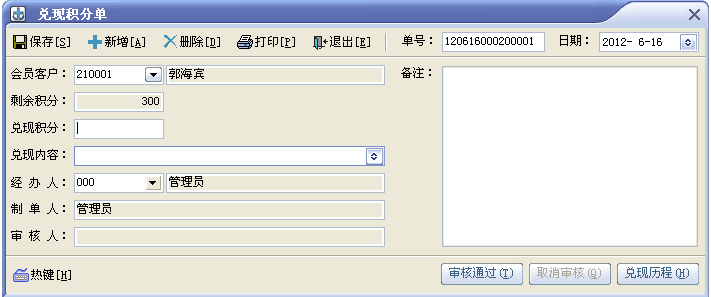 兑现积分单
保存[S] 新增[A] 删除[D] 打印[P] 退出[E] 单号： 120616000200001 日期： 2012- 6-16
会员客户： 210001 郭海宾 备注：
剩余积分： 300
兑现积分：
兑现内容：
经 办 人： 000 管理员
制 单 人： 管理员
审 核 人：
热键[H] 审核通过(T) 取消审核(Q) 兑现历程(H)